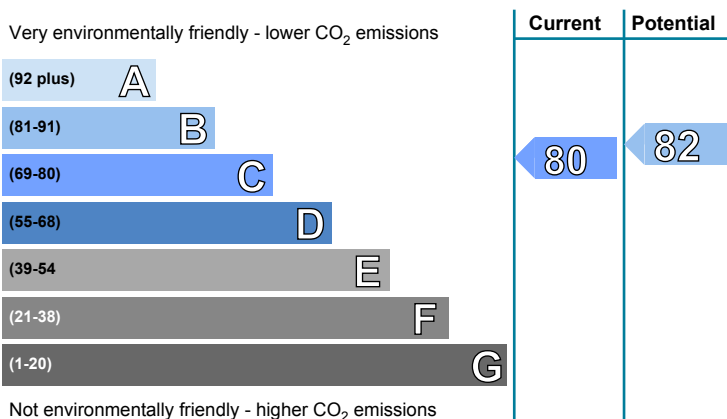 Very environmentally friendly - lower CO2 emissions
Current
Potential
(92 plus) A
(81-91) B
(69-80) C
(55-68) D
(39-54 E
(21-38) F
(1-20) G
80
82
Not environmentally friendly - higher CO2 emissions